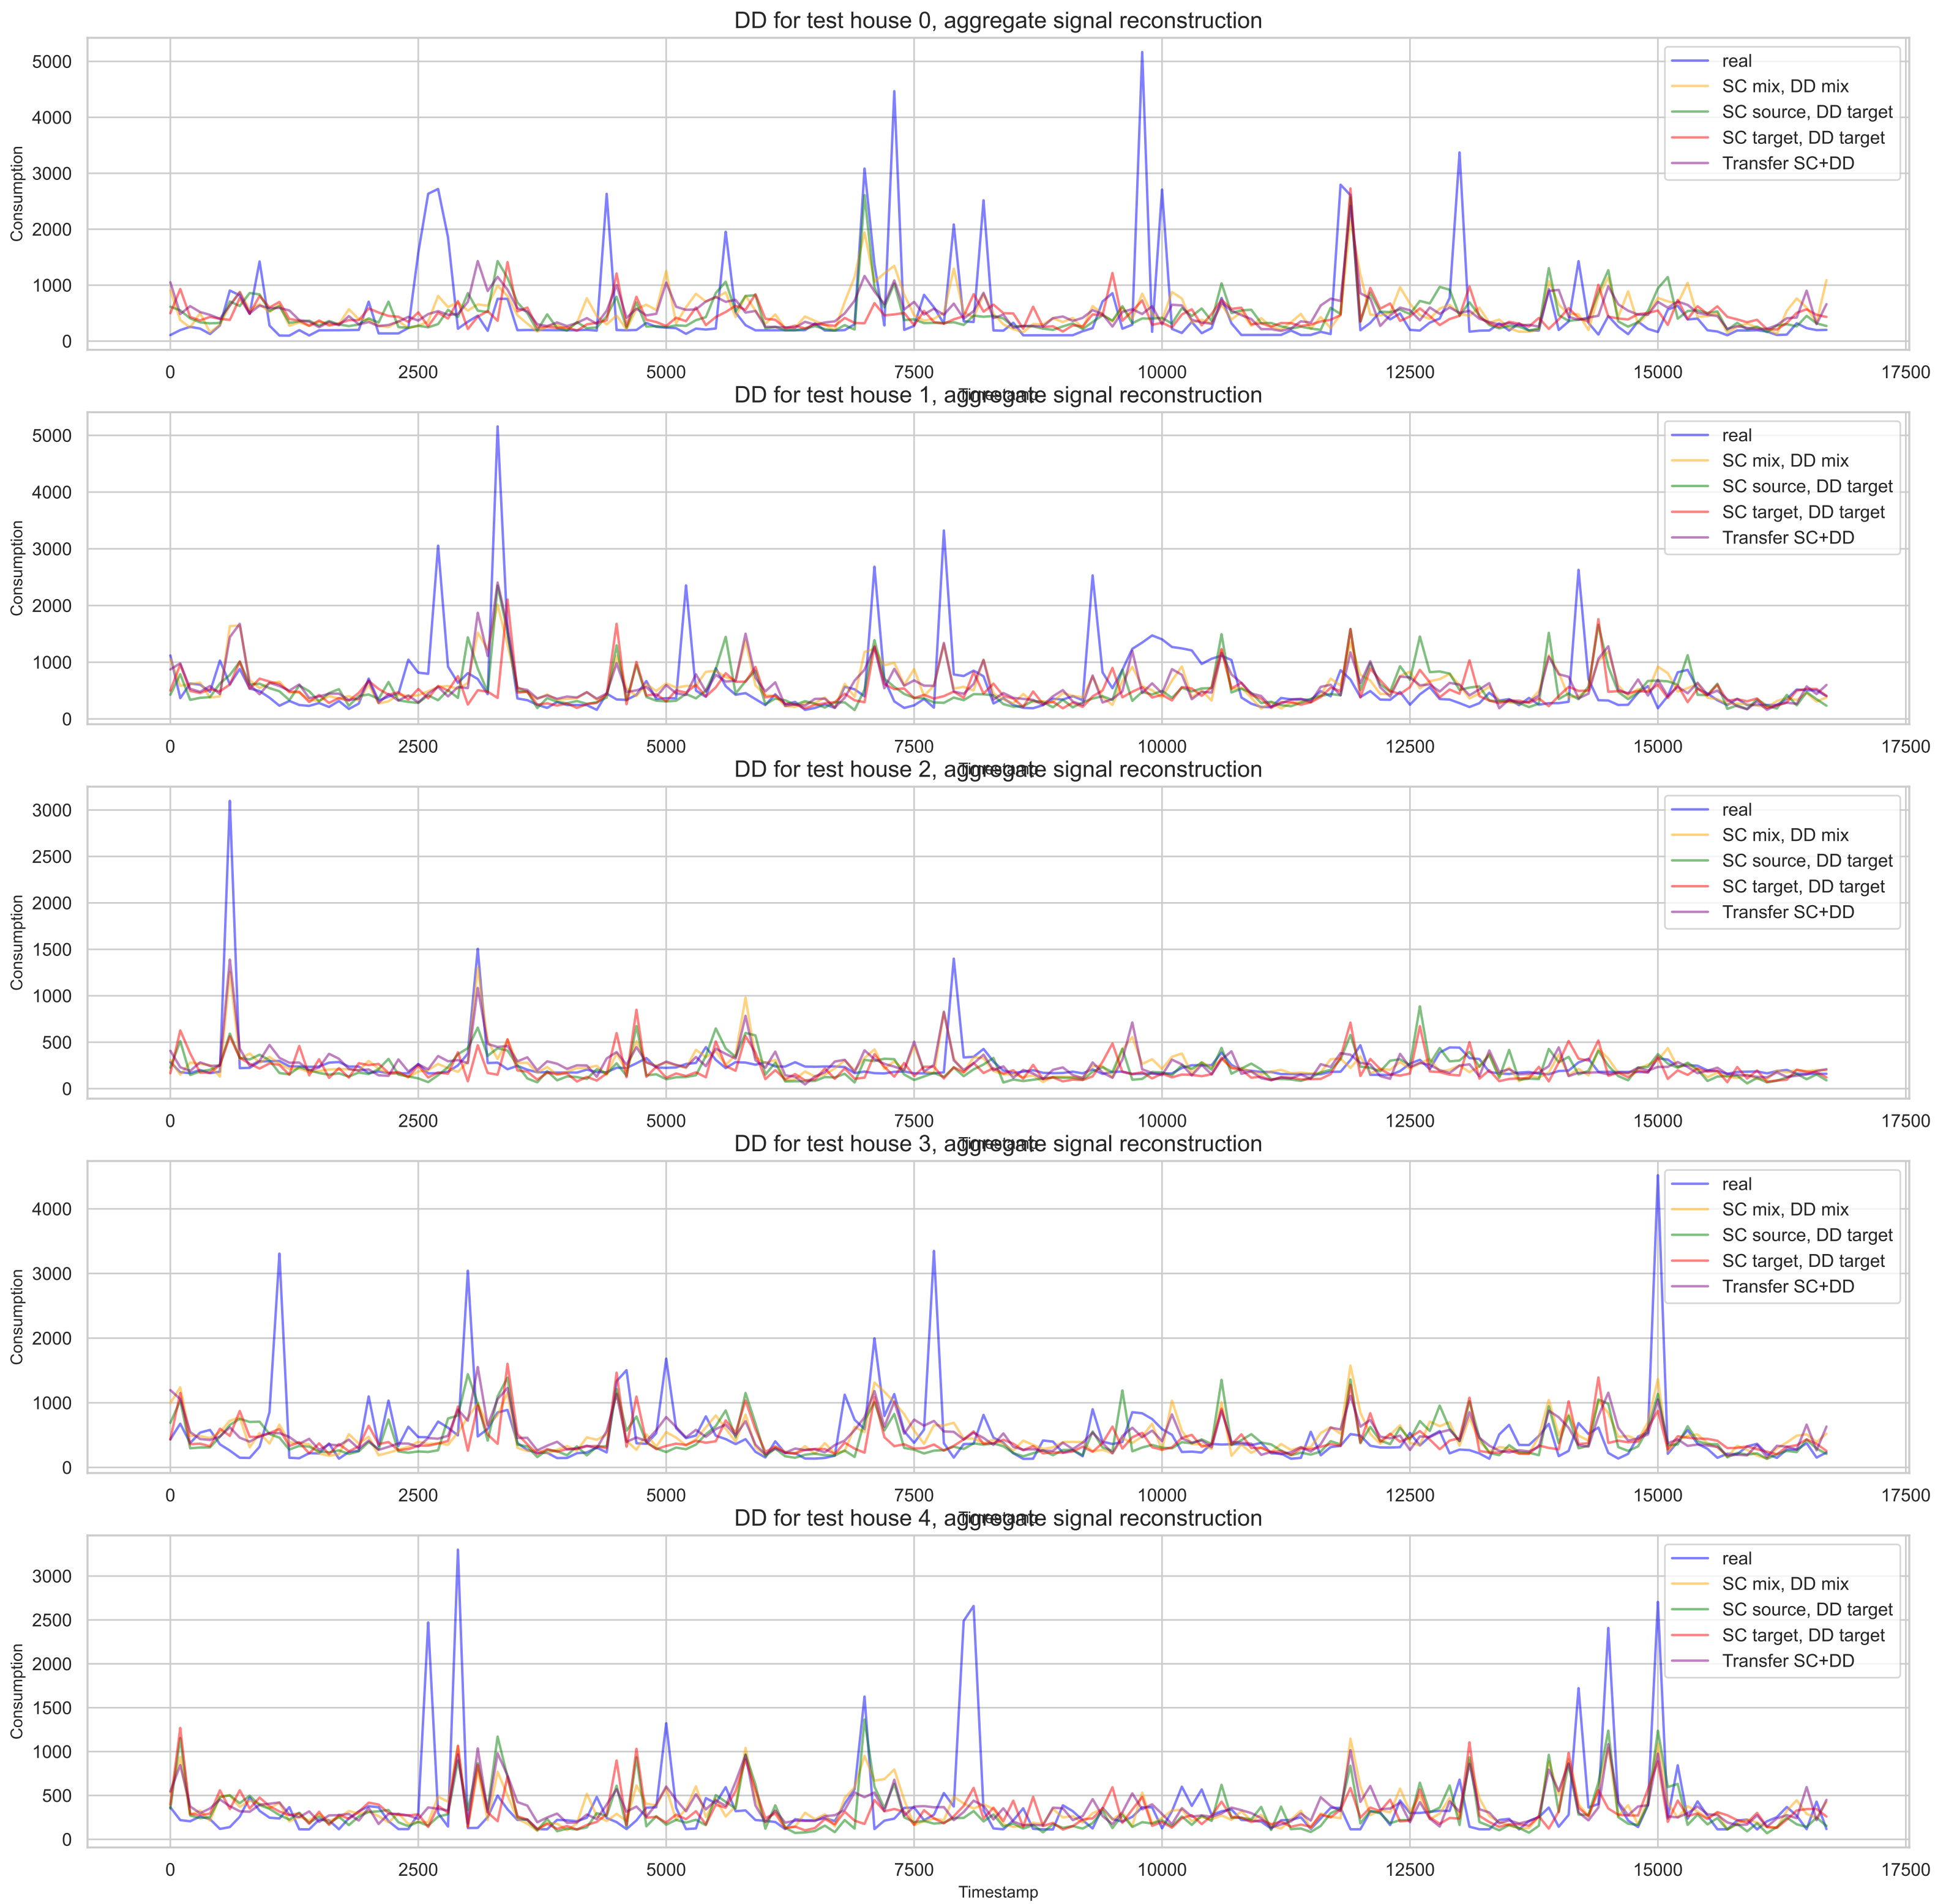 DD for test house 0, aggregate signal reconstruction
5000
4000
3000
2000
1000
0
Consumption
real
SC mix, DD mix
SC source, DD target
SC target, DD target
Transfer SC+DD
0 2500 5000 7500 10000 12500 15000 17500
Timestamp
DD for test house 1, aggregate signal reconstruction
5000
4000
3000
2000
1000
0
Consumption
real
SC mix, DD mix
SC source, DD target
SC target, DD target
Transfer SC+DD
0 2500 5000 7500 10000 12500 15000 17500
Timestamp
DD for test house 2, aggregate signal reconstruction
3000
2500
2000
1500
1000
500
0
Consumption
real
SC mix, DD mix
SC source, DD target
SC target, DD target
Transfer SC+DD
0 2500 5000 7500 10000 12500 15000 17500
Timestamp
DD for test house 3, aggregate signal reconstruction
4000
3000
2000
1000
0
Consumption
real
SC mix, DD mix
SC source, DD target
SC target, DD target
Transfer SC+DD
0 2500 5000 7500 10000 12500 15000 17500
Timestamp
DD for test house 4, aggregate signal reconstruction
3000
2500
2000
1500
1000
500
0
Consumption
real
SC mix, DD mix
SC source, DD target
SC target, DD target
Transfer SC+DD
0 2500 5000 7500 10000 12500 15000 17500
Timestamp